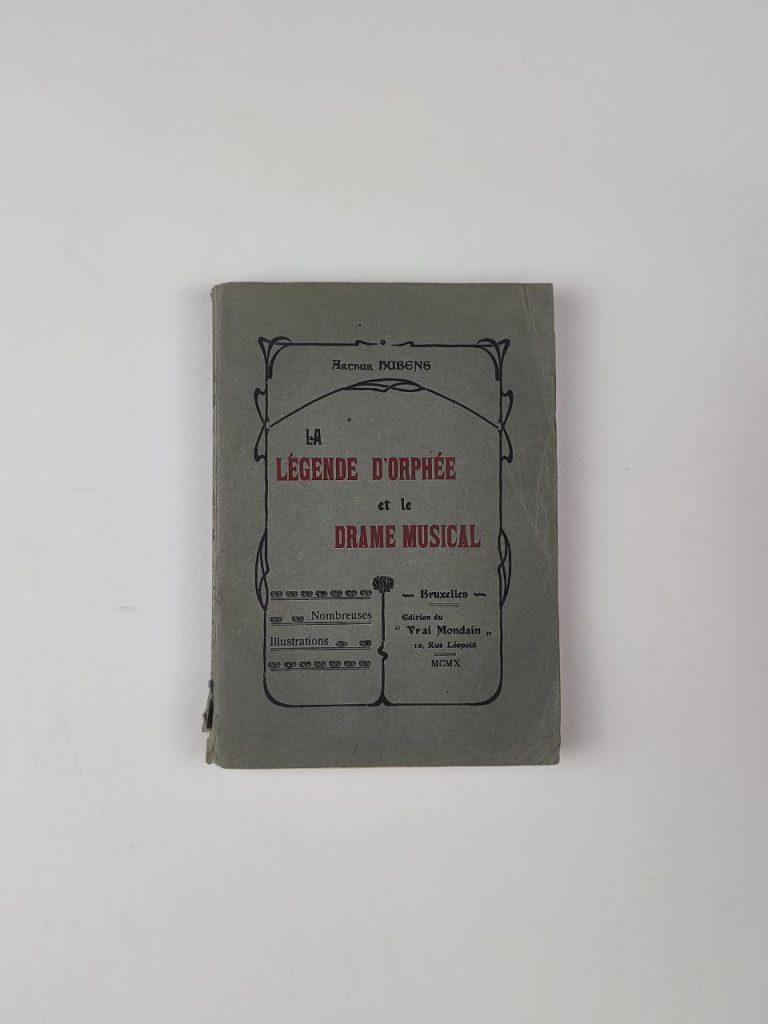 Arthur HUBENS
LA
LÉGENDE D'ORPHÉE
et le
DRAME MUSICAL
Nombreuses
Illustrations
Bruxelles
Edition du
“ Vrai Mondain „
10, Rue Léopold
MCMX